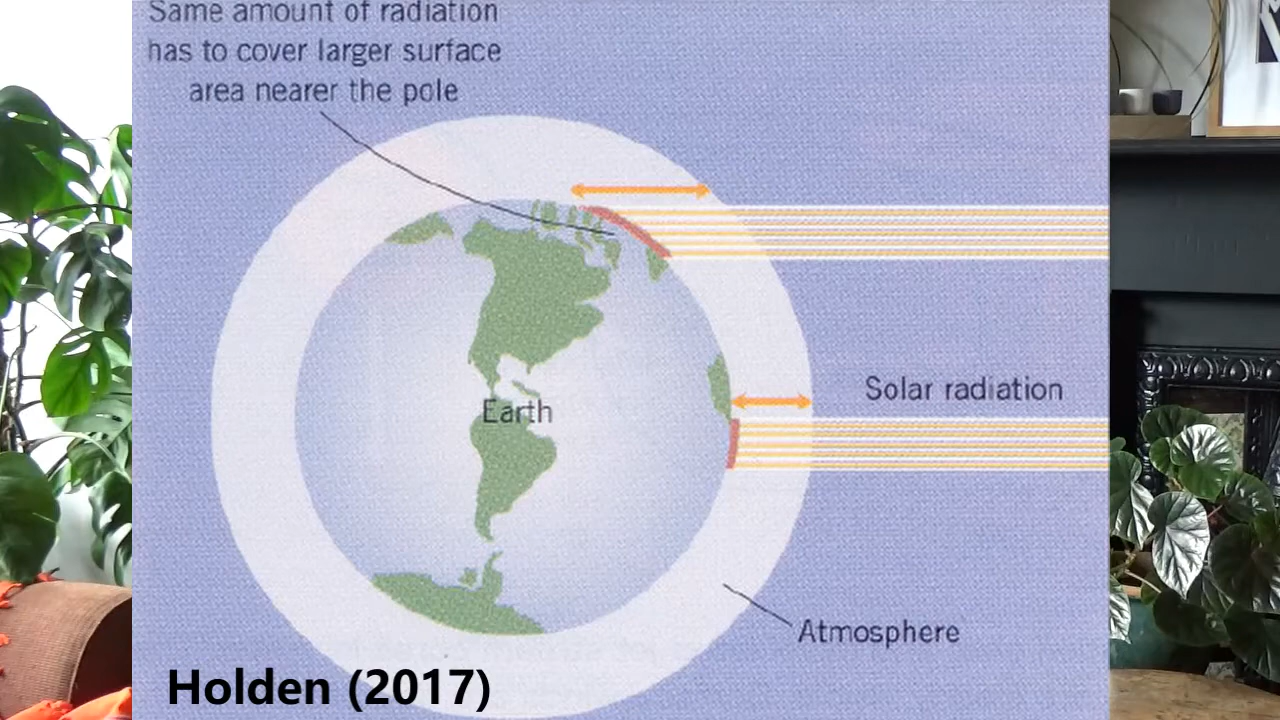 Same amount of radiation
has to cover larger surface
area nearer the pole
Solar radiation
Earth
Atmosphere
Holden (2017)